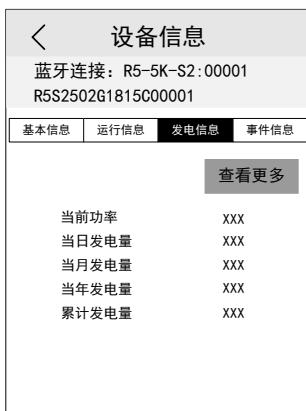 设备信息
蓝牙连接：R5-5K-S2:00001
R5S2502G1815C00001
基本信息 运行信息 发电信息 事件信息
查看更多
当前功率 XXX
当日发电量 XXX
当月发电量 XXX
当年发电量 XXX
累计发电量 XXX